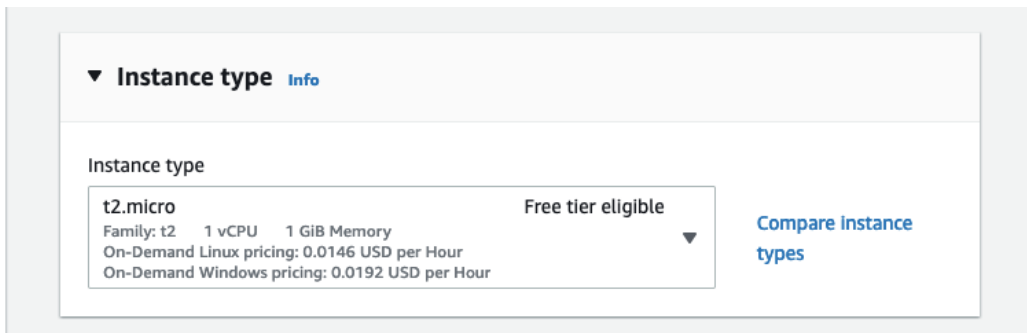 Instance type Info
Instance type
t2.micro Free tier eligible
Family: t2 1 vCPU 1 GiB Memory
On-Demand Linux pricing: 0.0146 USD per Hour
On-Demand Windows pricing: 0.0192 USD per Hour
Compare instance
types